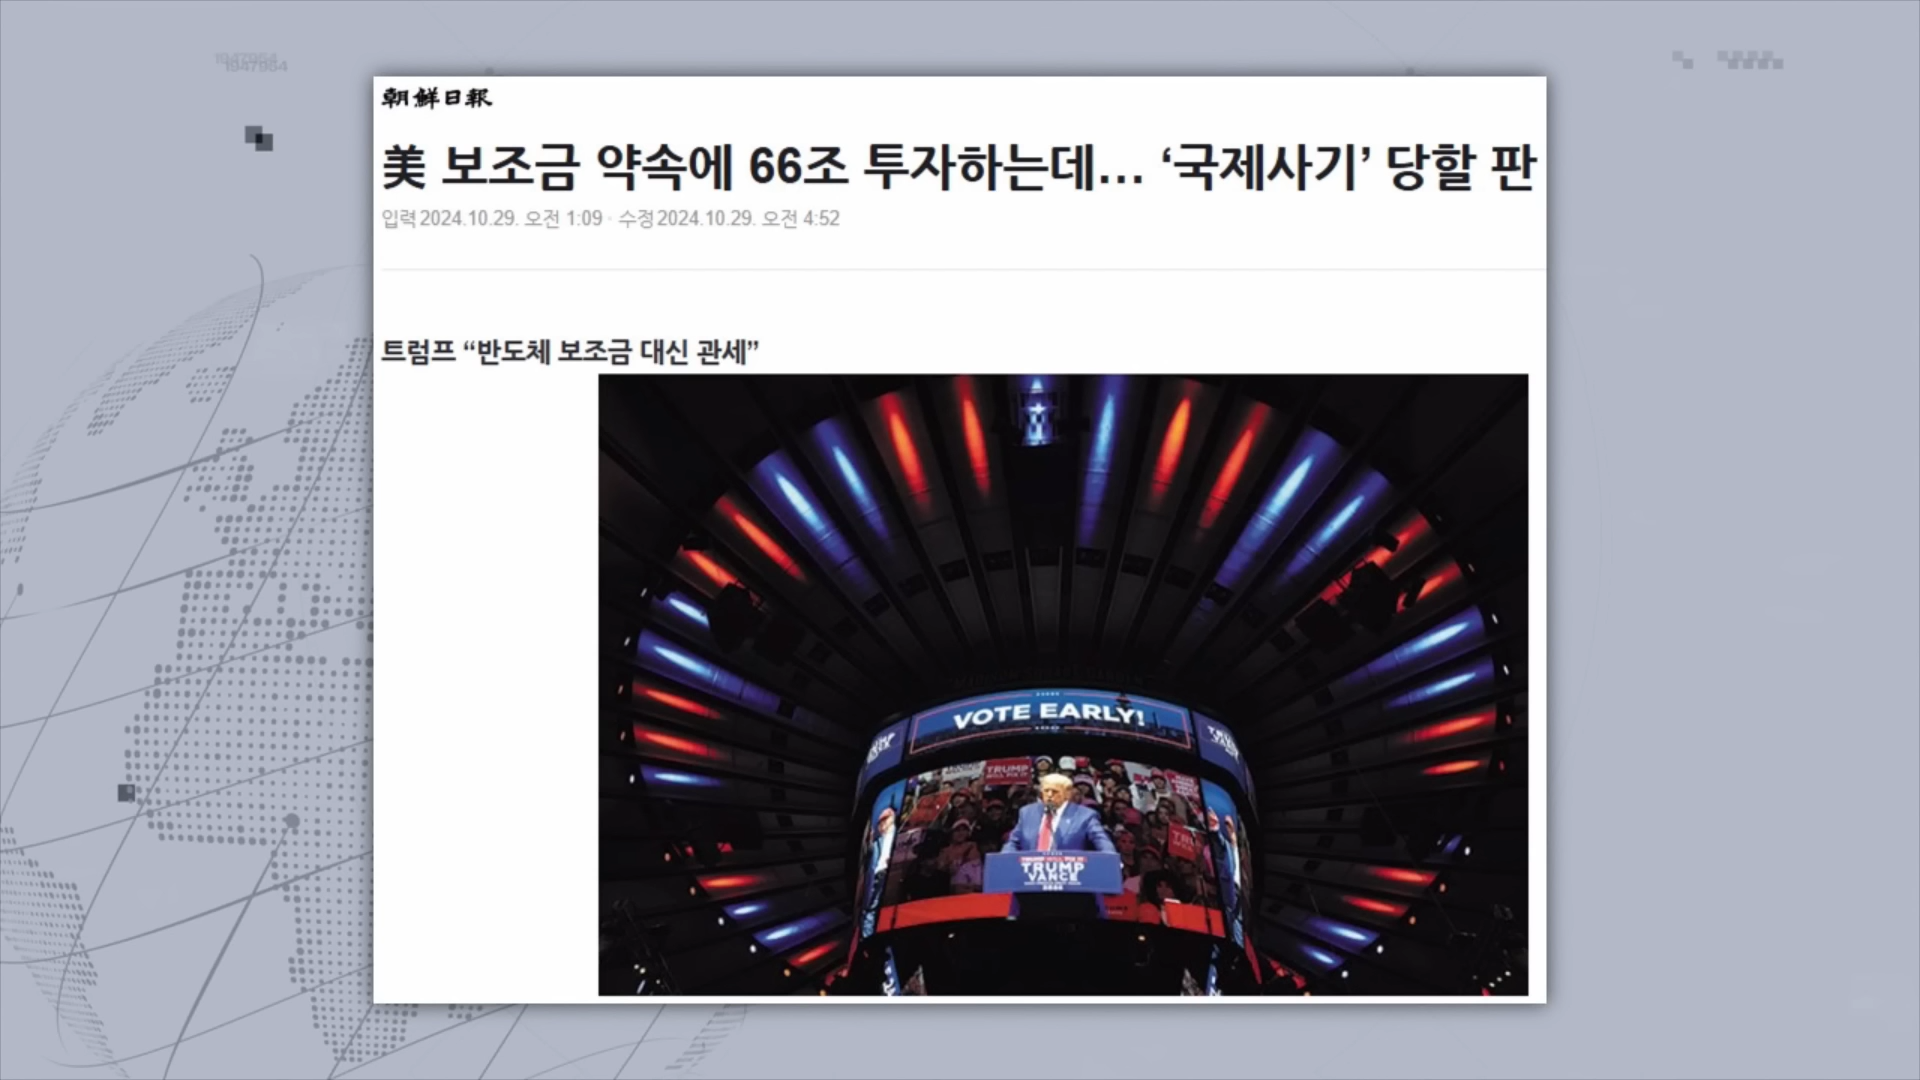 1947954
1947984
朝鮮日報
美 보조금 약속에 66조 투자하는데... ‘국제사기’ 당할 판
입력 2024.10.29. 오전 1:09 · 수정 2024.10.29. 오전 4:52
트럼프 “반도체 보조금 대신 관세”
VOTE EARLY!
TRUMP
TRUMP
VANCE